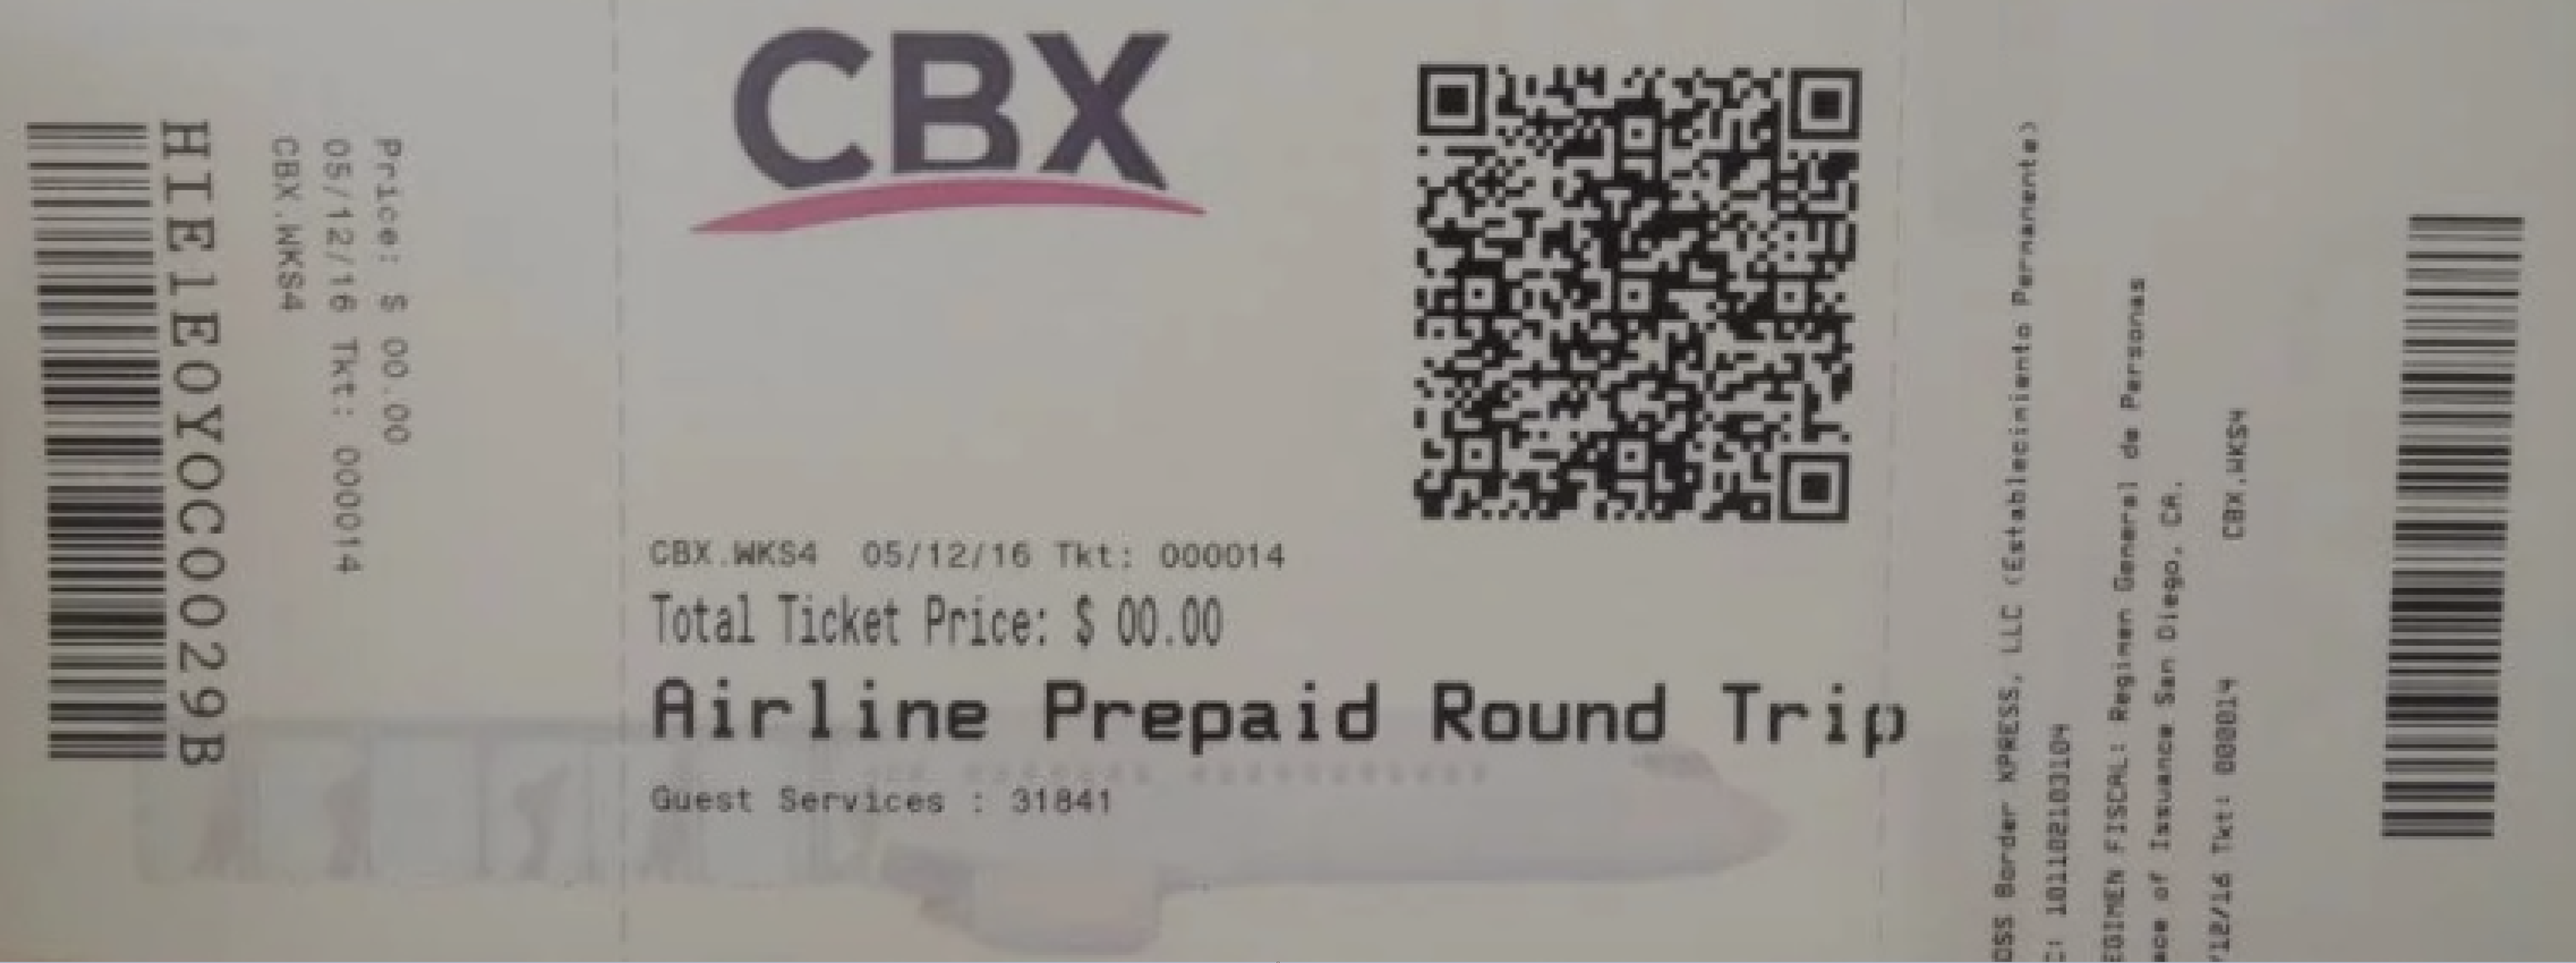 HIE1E0YOC0029B
Price: $ 00.00
05/12/16 Tkt: 000014
CBX.WKS4
CBX
CBX.WKS4 05/12/16 Tkt: 000014
Total Ticket Price: $ 00.00
Airline Prepaid Round Trip
Guest Services : 31841
OSS Border XPRESS, LLC (Establecimiento Permanente)
C: 101102103104
EGIMEN FISCAL: Regimen General de Personas
ace of Issuance San Diego, CA.
/12/16 Tkt: 000014 CBX.WKS4